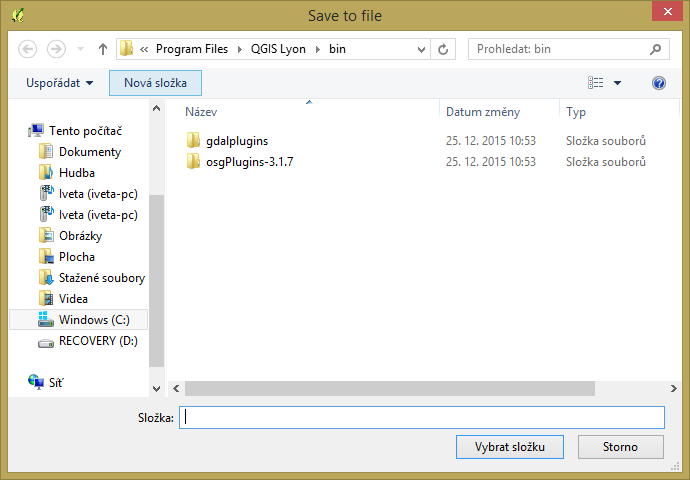 Save to file
« Program Files QGIS Lyon bin
Prohledat: bin
Uspořádat
Nová složka
Název Datum změny Typ
gdalplugins 25. 12. 2015 10:53 Složka souborů
osgPlugins-3.1.7 25. 12. 2015 10:53 Složka souborů
Tento počítač
Dokumenty
Hudba
Iveta (iveta-pc)
Iveta (iveta-pc)
Obrázky
Plocha
Stažené soubory
Videa
Windows (C:)
RECOVERY (D:)
Síť
Složka:
Vybrat složku
Storno